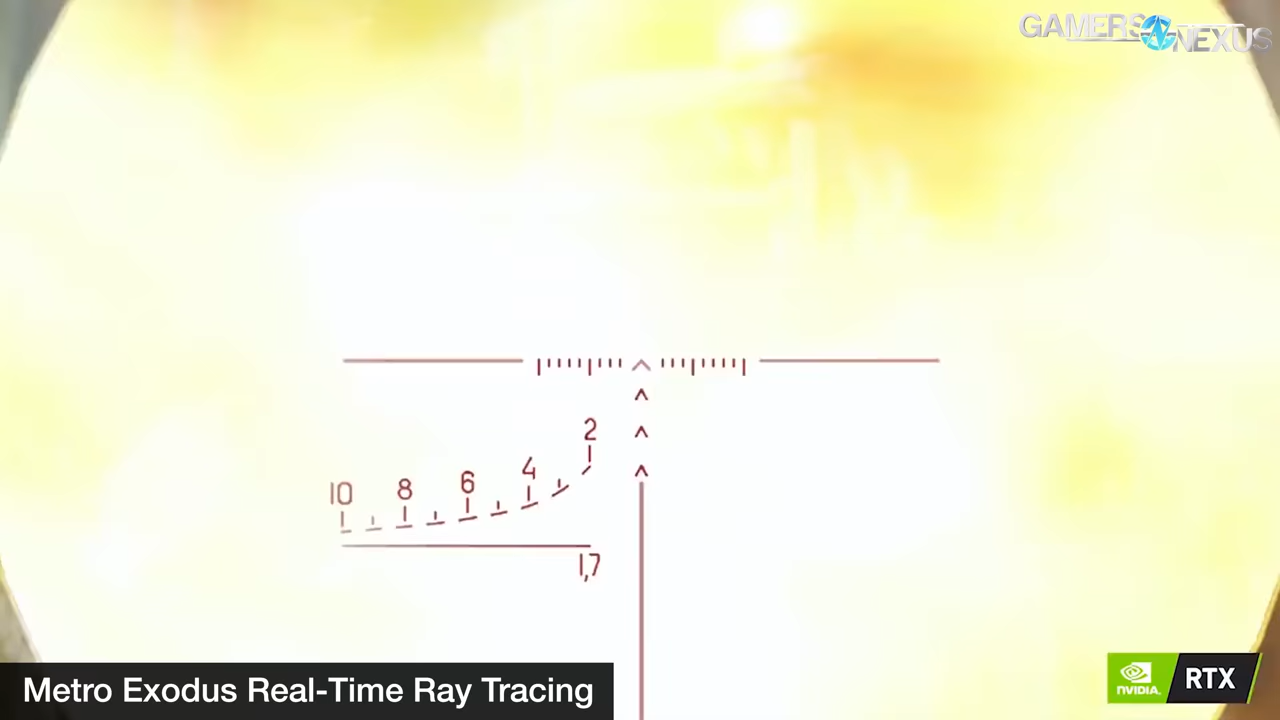 GAMERS NEXUS
2
4
6
8
10
1,7
Metro Exodus Real-Time Ray Tracing
NVIDIA.
RTX